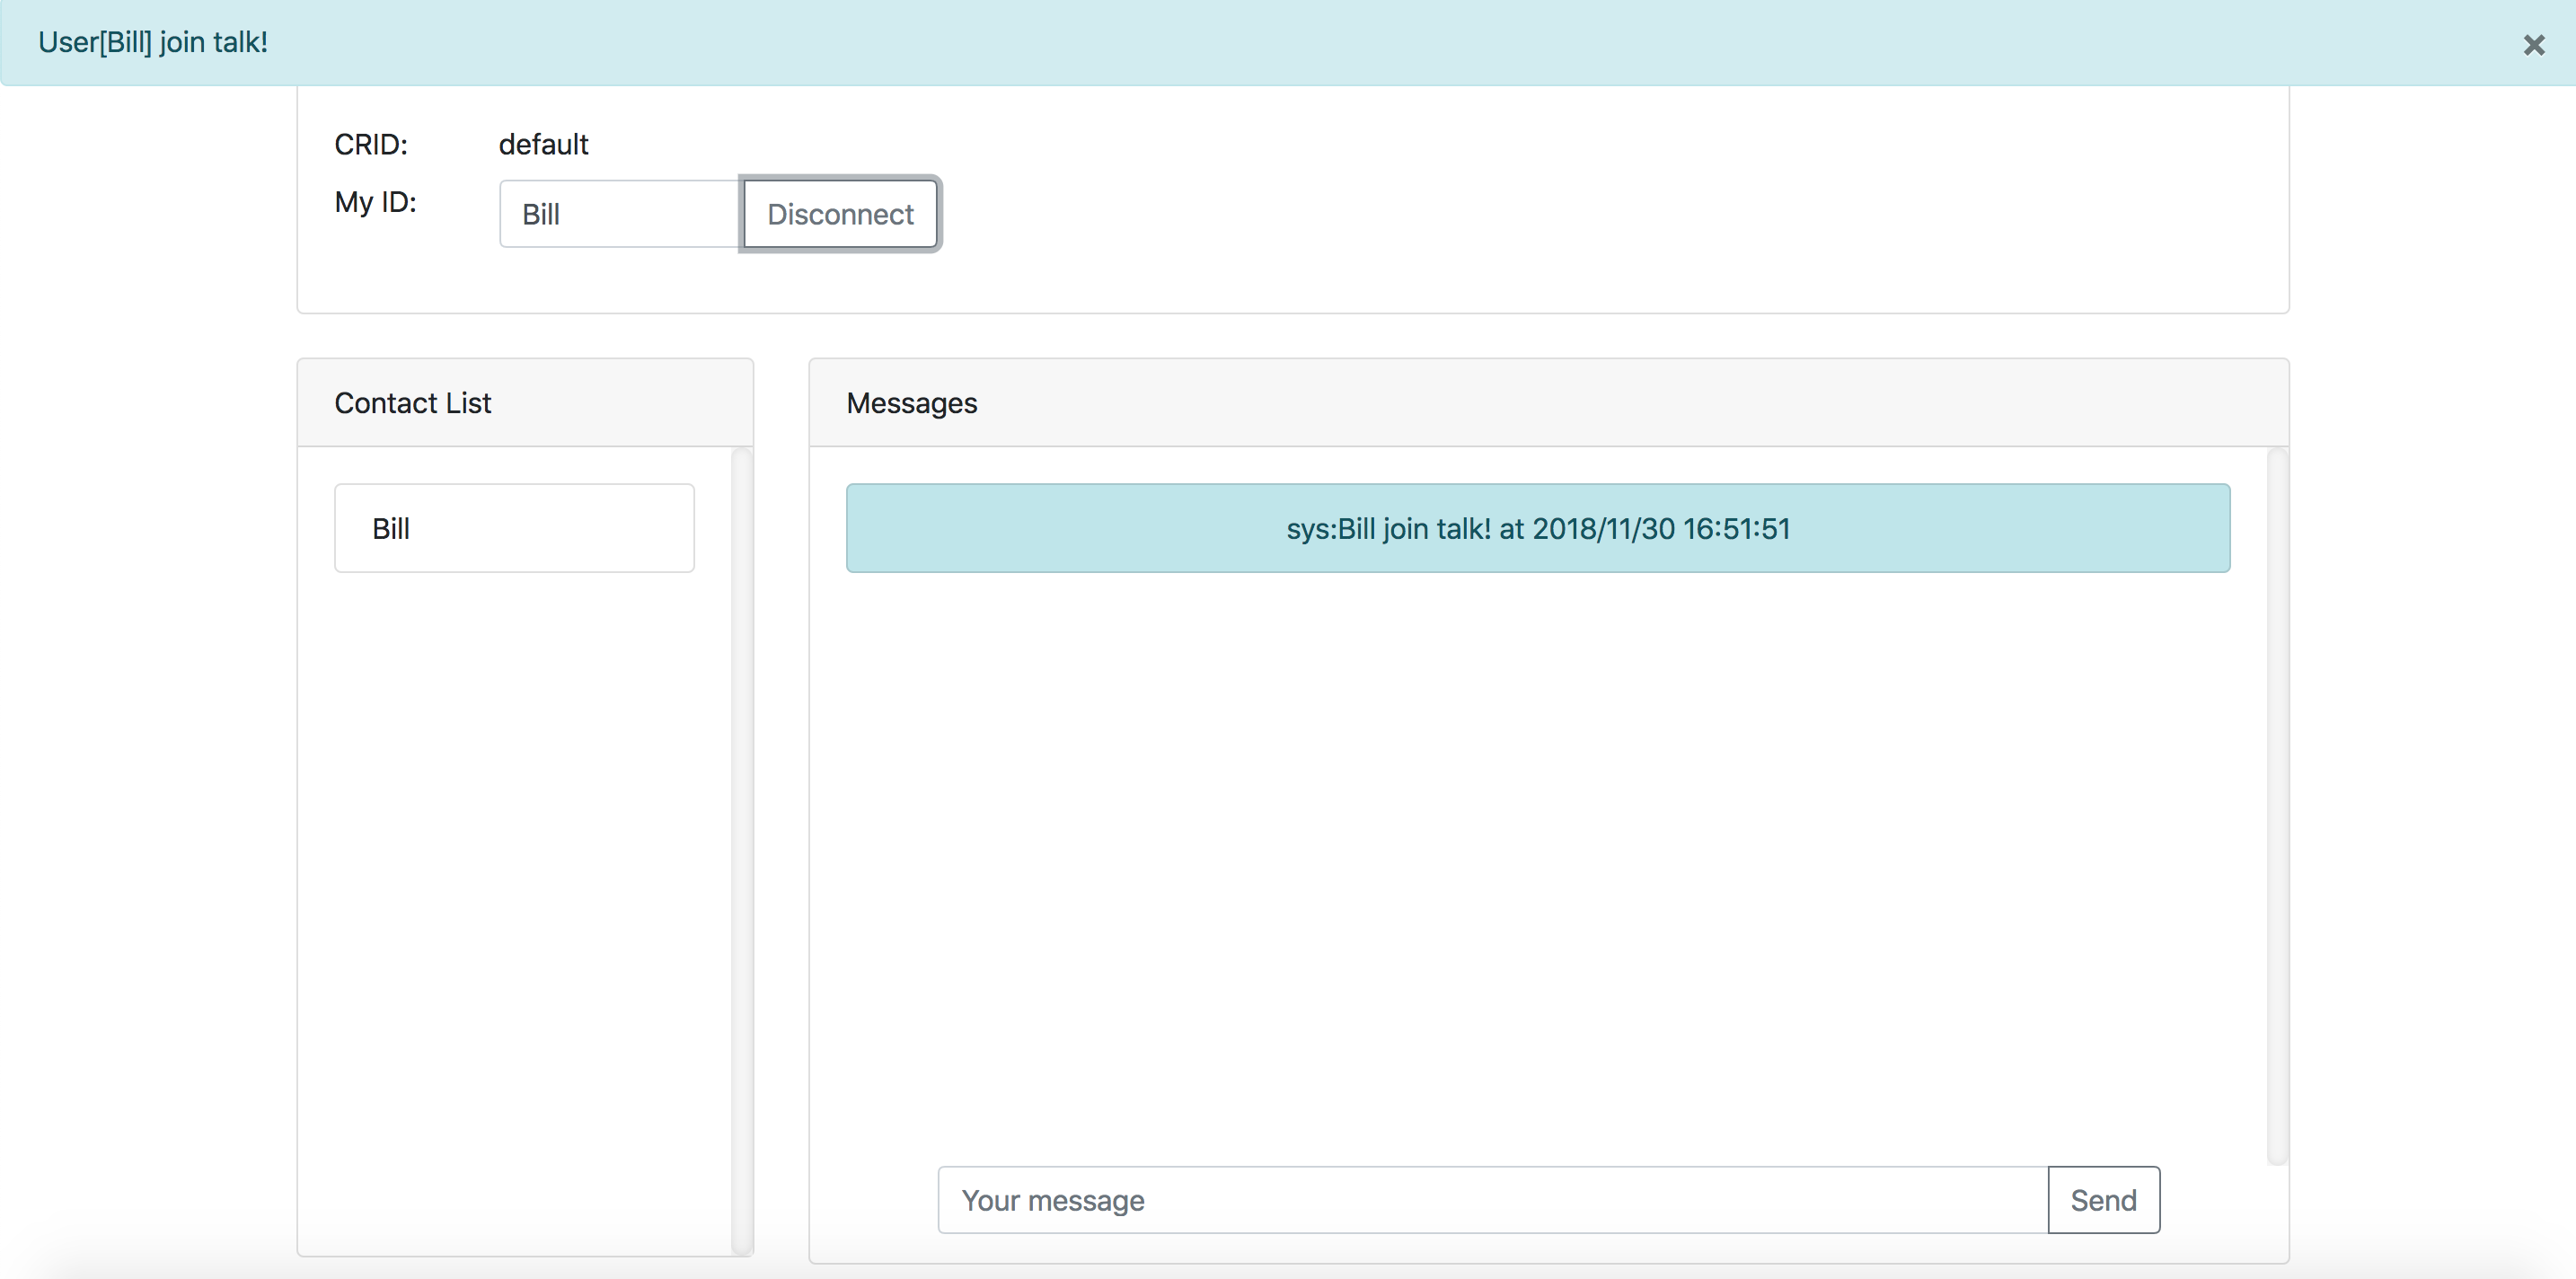 User[Bill] join talk!
CRID: default
My ID: Bill Disconnect
Contact List
Bill
Messages
sys:Bill join talk! at 2018/11/30 16:51:51
Your message Send